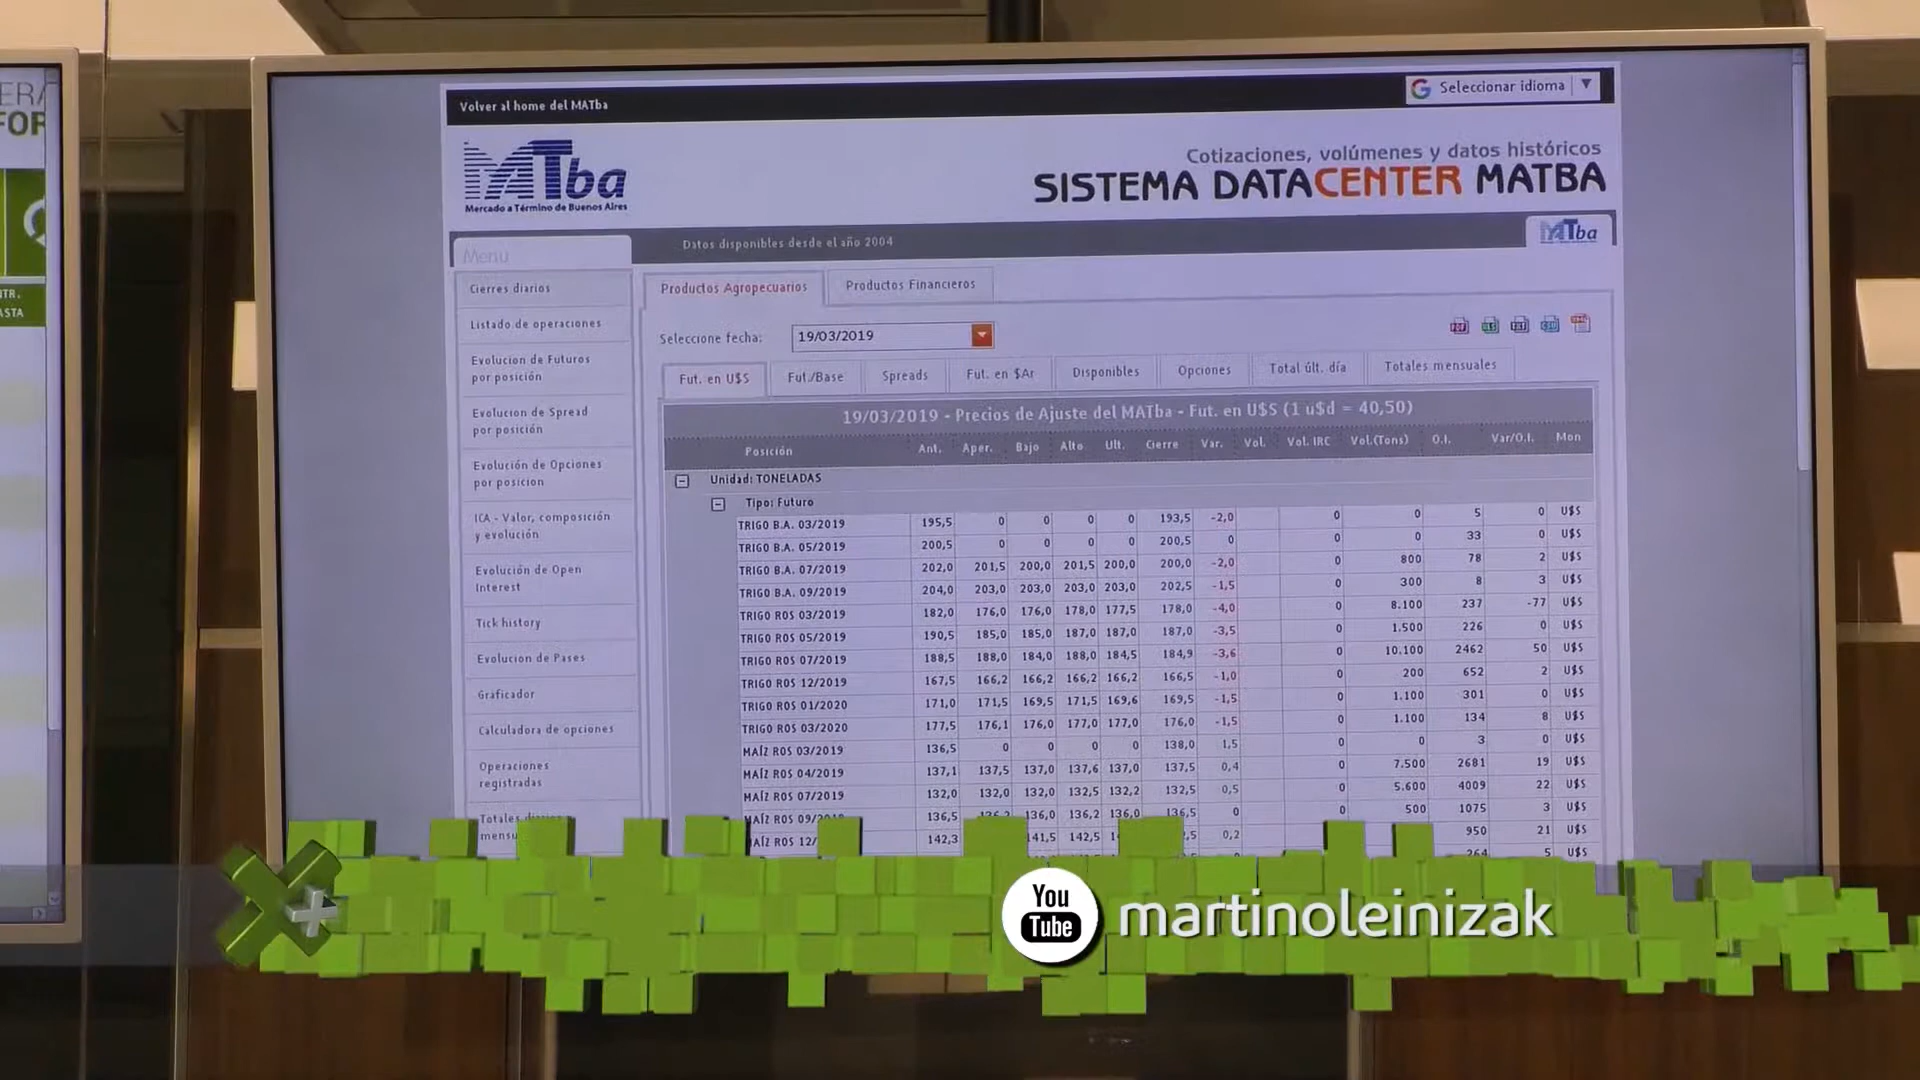 Volver al home del MATba
Seleccionar idioma
MATba
Mercado a Término de Buenos Aires
Cotizaciones, volúmenes y datos históricos
SISTEMA DATACENTER MATBA
Datos disponibles desde el año 2004
MATba
Menu
Cierres diarios
Listado de operaciones
Evolucion de Futuros
por posición
Evolucion de Spread
por posición
Evolución de Opciones
por posicion
ICA - Valor, composición
y evolución
Evolución de Open
Interest
Tick history
Evolucion de Pases
Graficador
Calculadora de opciones
Operaciones
registradas
Totales
Productos Agropecuarios
Productos Financieros
Seleccione fecha: 19/03/2019
Fut. en U$S Fut./Base Spreads Fut. en $Ar Disponibles Opciones Total últ. día Totales mensuales
19/03/2019 - Precios de Ajuste del MATba - Fut. en U$S (1 u$d = 40,50)
Posición Ant. Aper. Bajo Alto Ult. Cierre Var. Vol. Vol. IRC Vol.(Tons) O.I. Var/O.I. Mon
Unidad: TONELADAS
Tipo: Futuro
TRIGO B.A. 03/2019 195,5 0 0 0 0 193,5 -2,0 0 0 5 0 U$S
TRIGO B.A. 05/2019 200,5 0 0 0 0 200,5 0 0 0 33 0 U$S
TRIGO B.A. 07/2019 202,0 201,5 200,0 201,5 200,0 200,0 -2,0 0 800 78 2 U$S
TRIGO B.A. 09/2019 204,0 203,0 203,0 203,0 203,0 202,5 -1,5 0 300 8 3 U$S
TRIGO ROS 03/2019 182,0 176,0 176,0 178,0 177,5 178,0 -4,0 0 8.100 237 -77 U$S
TRIGO ROS 05/2019 190,5 185,0 185,0 187,0 187,0 187,0 -3,5 0 1.500 226 0 U$S
TRIGO ROS 07/2019 188,5 188,0 184,0 188,0 184,5 184,9 -3,6 0 10.100 2462 50 U$S
TRIGO ROS 12/2019 167,5 166,2 166,2 166,2 166,2 166,5 -1,0 0 200 652 2 U$S
TRIGO ROS 01/2020 171,0 171,5 169,5 171,5 169,6 169,5 -1,5 0 1.100 301 0 U$S
TRIGO ROS 03/2020 177,5 176,1 176,0 177,0 177,0 176,0 -1,5 0 1.100 134 8 U$S
MAÍZ ROS 03/2019 136,5 0 0 0 0 138,0 1,5 0 0 3 0 U$S
MAÍZ ROS 04/2019 137,1 137,5 137,0 137,6 137,0 137,5 0,4 0 7.500 2681 19 U$S
MAÍZ ROS 07/2019 132,0 132,0 132,0 132,5 132,2 132,5 0,5 0 5.600 4009 22 U$S
MAÍZ ROS 136,5 136,0 136,2 136,0 136,5 0 0 500 1075 3 U$S
142,3 141,5 142,5 0,2 950 21 U$S
264 5 U$S
You
Tube
martinoleinizak